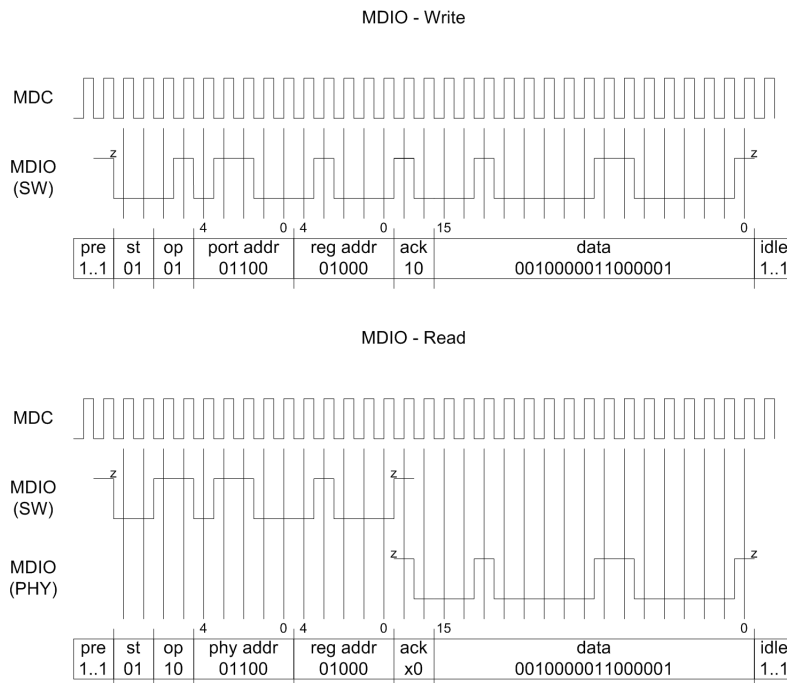 MDIO - Write
MDC
MDIO
(SW)
z z
4 0 4 0 15 0
pre st op port addr reg addr ack data idle
1..1 01 01 01100 01000 10 0010000011000001 1..1
MDIO - Read
MDC
MDIO
(SW)
z z
MDIO
(PHY)
z z
4 0 4 0 15 0
pre st op phy addr reg addr ack data idle
1..1 01 10 01100 01000 x0 0010000011000001 1..1